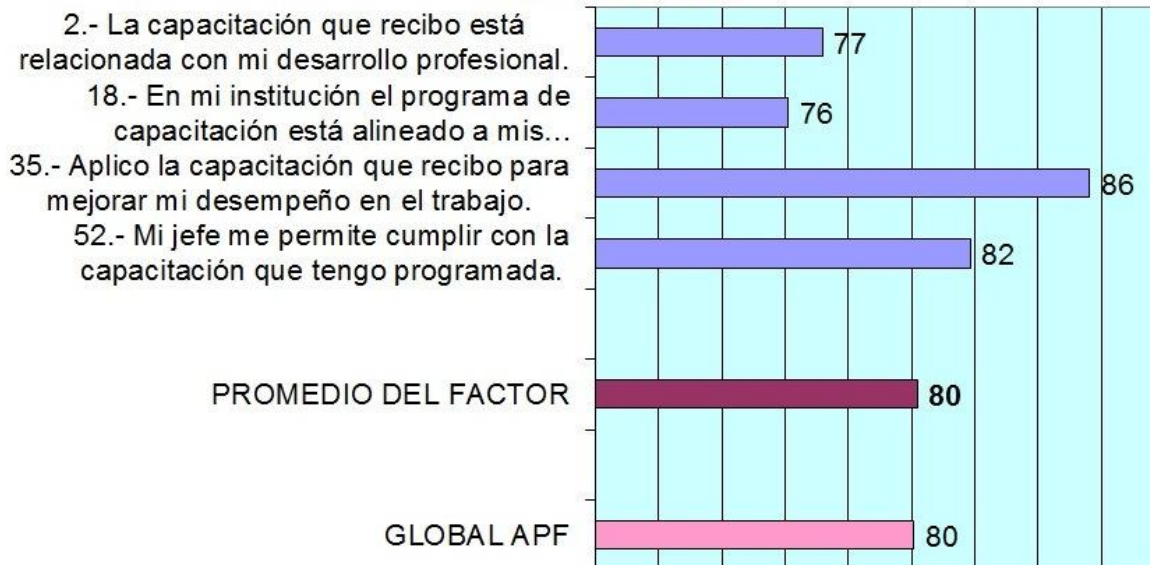 2.- La capacitación que recibo está
relacionada con mi desarrollo profesional.
77
18.- En mi institución el programa de
capacitación está alineado a mis...
76
35.- Aplico la capacitación que recibo para
mejorar mi desempeño en el trabajo.
86
52.- Mi jefe me permite cumplir con la
capacitación que tengo programada.
82
PROMEDIO DEL FACTOR
80
GLOBAL APF
80